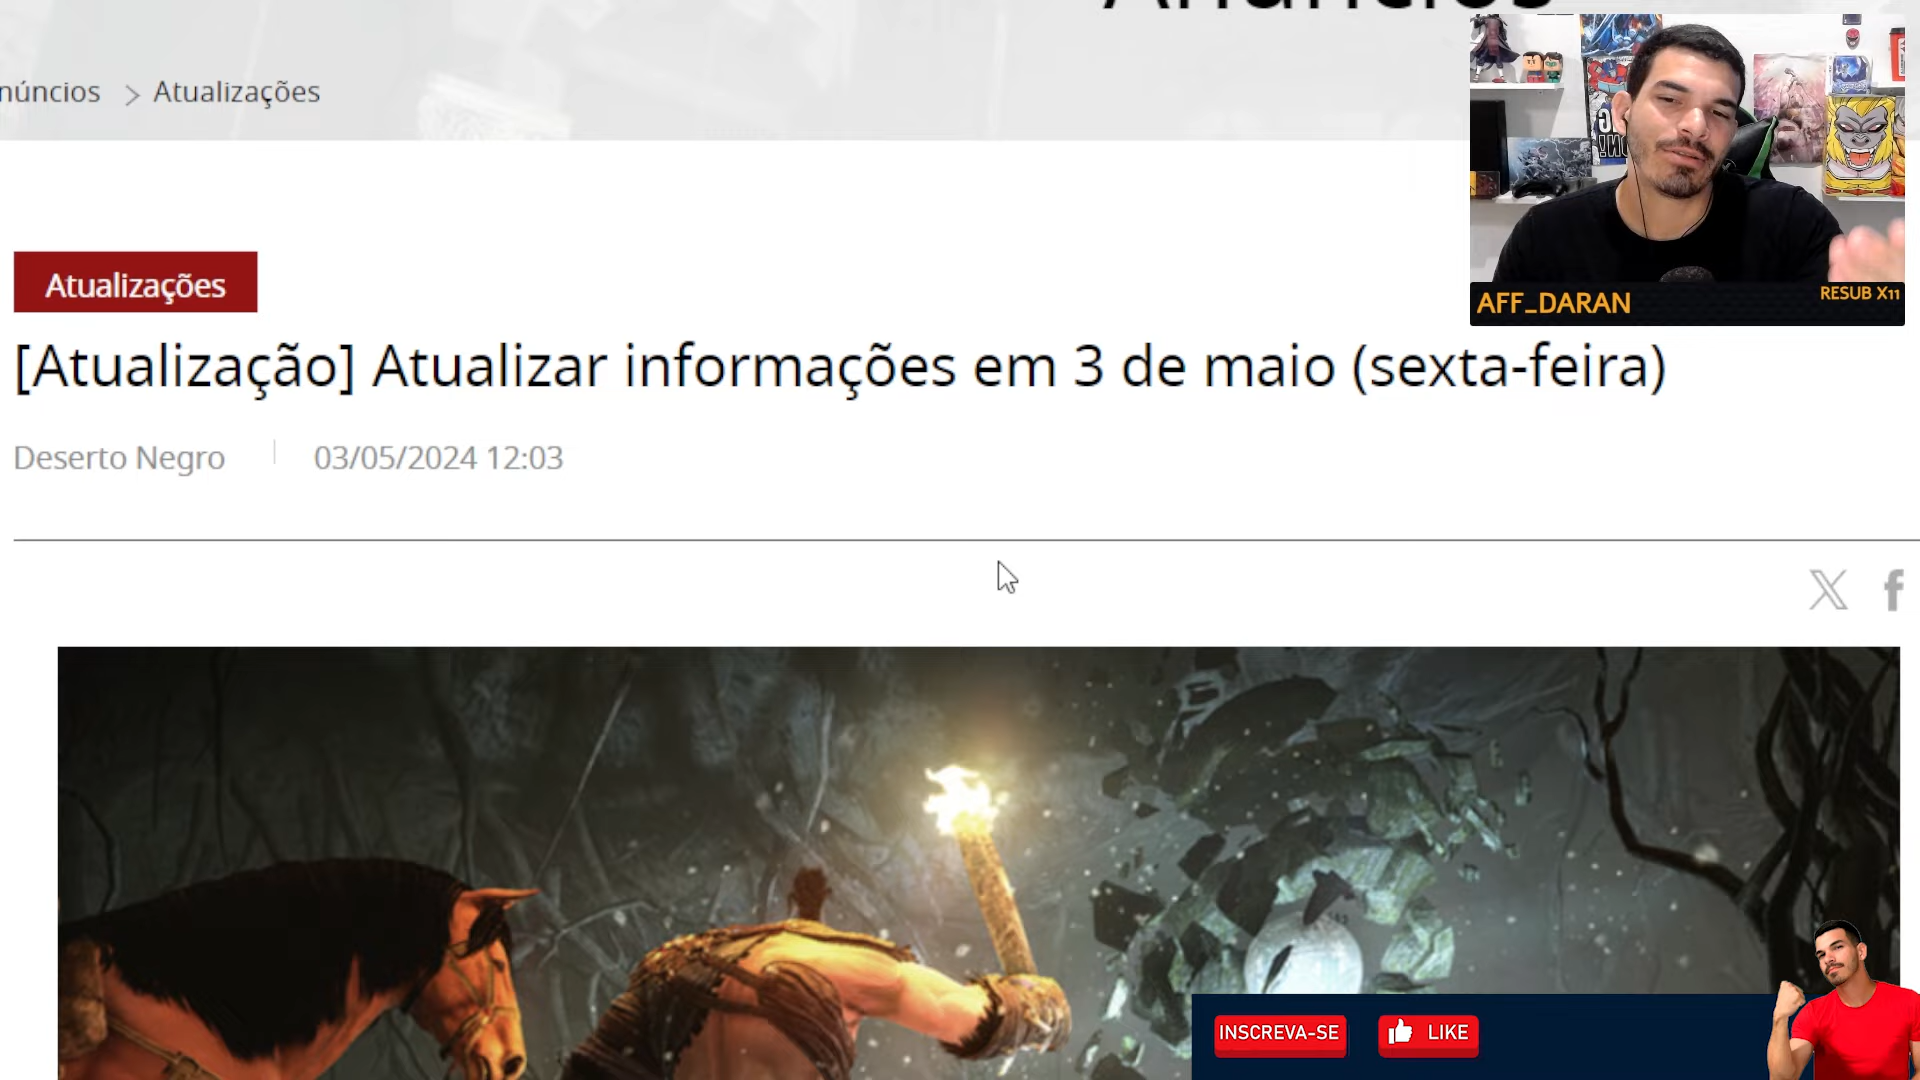 Anúncios
núncios > Atualizações
AFF_DARAN
RESUB X11
Atualizações
[Atualização] Atualizar informações em 3 de maio (sexta-feira)
Deserto Negro
03/05/2024 12:03
INSCREVA-SE
LIKE